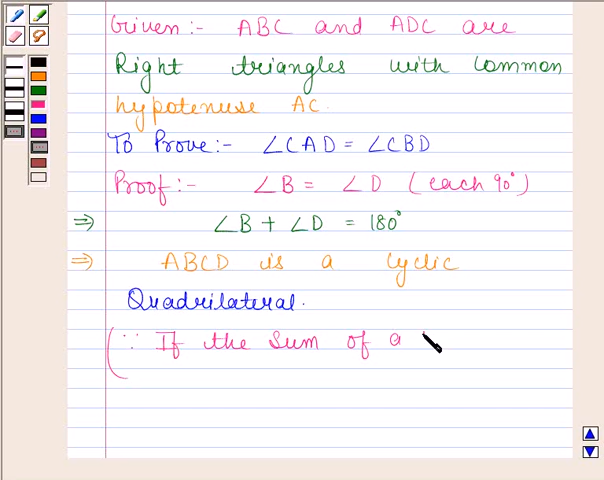 Given:- ABC and ADC are
Right triangles with common
hypotenuse AC.
To Prove:- ∠CAD = ∠CBD
Proof:- ∠B = ∠D (each 90°)
⇒ ∠B + ∠D = 180°
⇒ ABCD is a cyclic
Quadrilateral.
(∵ If the Sum of a